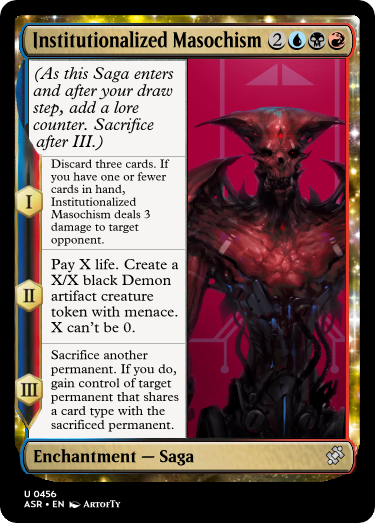 Institutionalized Masochism 2
(As this Saga enters
and after your draw
step, add a lore
counter. Sacrifice
after III.)
I
Discard three cards. If
you have one or fewer
cards in hand,
Institutionalized
Masochism deals 3
damage to target
opponent.
II
Pay X life. Create a
X/X black Demon
artifact creature
token with menace.
X can't be 0.
III
Sacrifice another
permanent. If you do,
gain control of target
permanent that shares
a card type with the
sacrificed permanent.
Enchantment — Saga
U 0456
ASR • EN ArtofTy